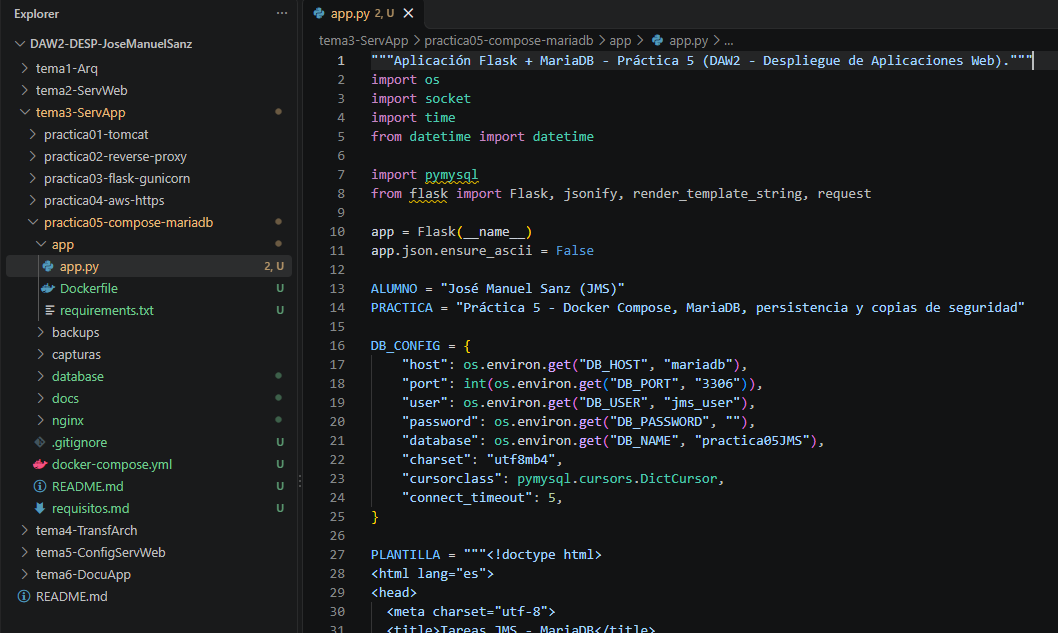 Explorer
DAW2-DESP-JoseManuelSanz
tema1-Arq
tema2-ServWeb
tema3-ServApp
practica01-tomcat
practica02-reverse-proxy
practica03-flask-gunicorn
practica04-aws-https
practica05-compose-mariadb
app
app.py 2, U
Dockerfile U
requirements.txt U
backups
capturas
database
docs
nginx
.gitignore U
docker-compose.yml U
README.md U
requisitos.md U
tema4-TransfArch
tema5-ConfigServWeb
tema6-DocuApp
README.md
app.py 2, U
tema3-ServApp > practica05-compose-mariadb > app > app.py > ...
1 """Aplicación Flask + MariaDB - Práctica 5 (DAW2 - Despliegue de Aplicaciones Web)."""
2 import os
3 import socket
4 import time
5 from datetime import datetime
6
7 import pymysql
8 from flask import Flask, jsonify, render_template_string, request
9
10 app = Flask(__name__)
11 app.json.ensure_ascii = False
12
13 ALUMNO = "José Manuel Sanz (JMS)"
14 PRACTICA = "Práctica 5 - Docker Compose, MariaDB, persistencia y copias de seguridad"
15
16 DB_CONFIG = {
17     "host": os.environ.get("DB_HOST", "mariadb"),
18     "port": int(os.environ.get("DB_PORT", "3306")),
19     "user": os.environ.get("DB_USER", "jms_user"),
20     "password": os.environ.get("DB_PASSWORD", ""),
21     "database": os.environ.get("DB_NAME", "practica05JMS"),
22     "charset": "utf8mb4",
23     "cursorclass": pymysql.cursors.DictCursor,
24     "connect_timeout": 5,
25 }
26
27 PLANTILLA = """<!doctype html>
28 <html lang="es">
29 <head>
30   <meta charset="utf-8">
31   <title>Tareas JMS - MariaDB</title>